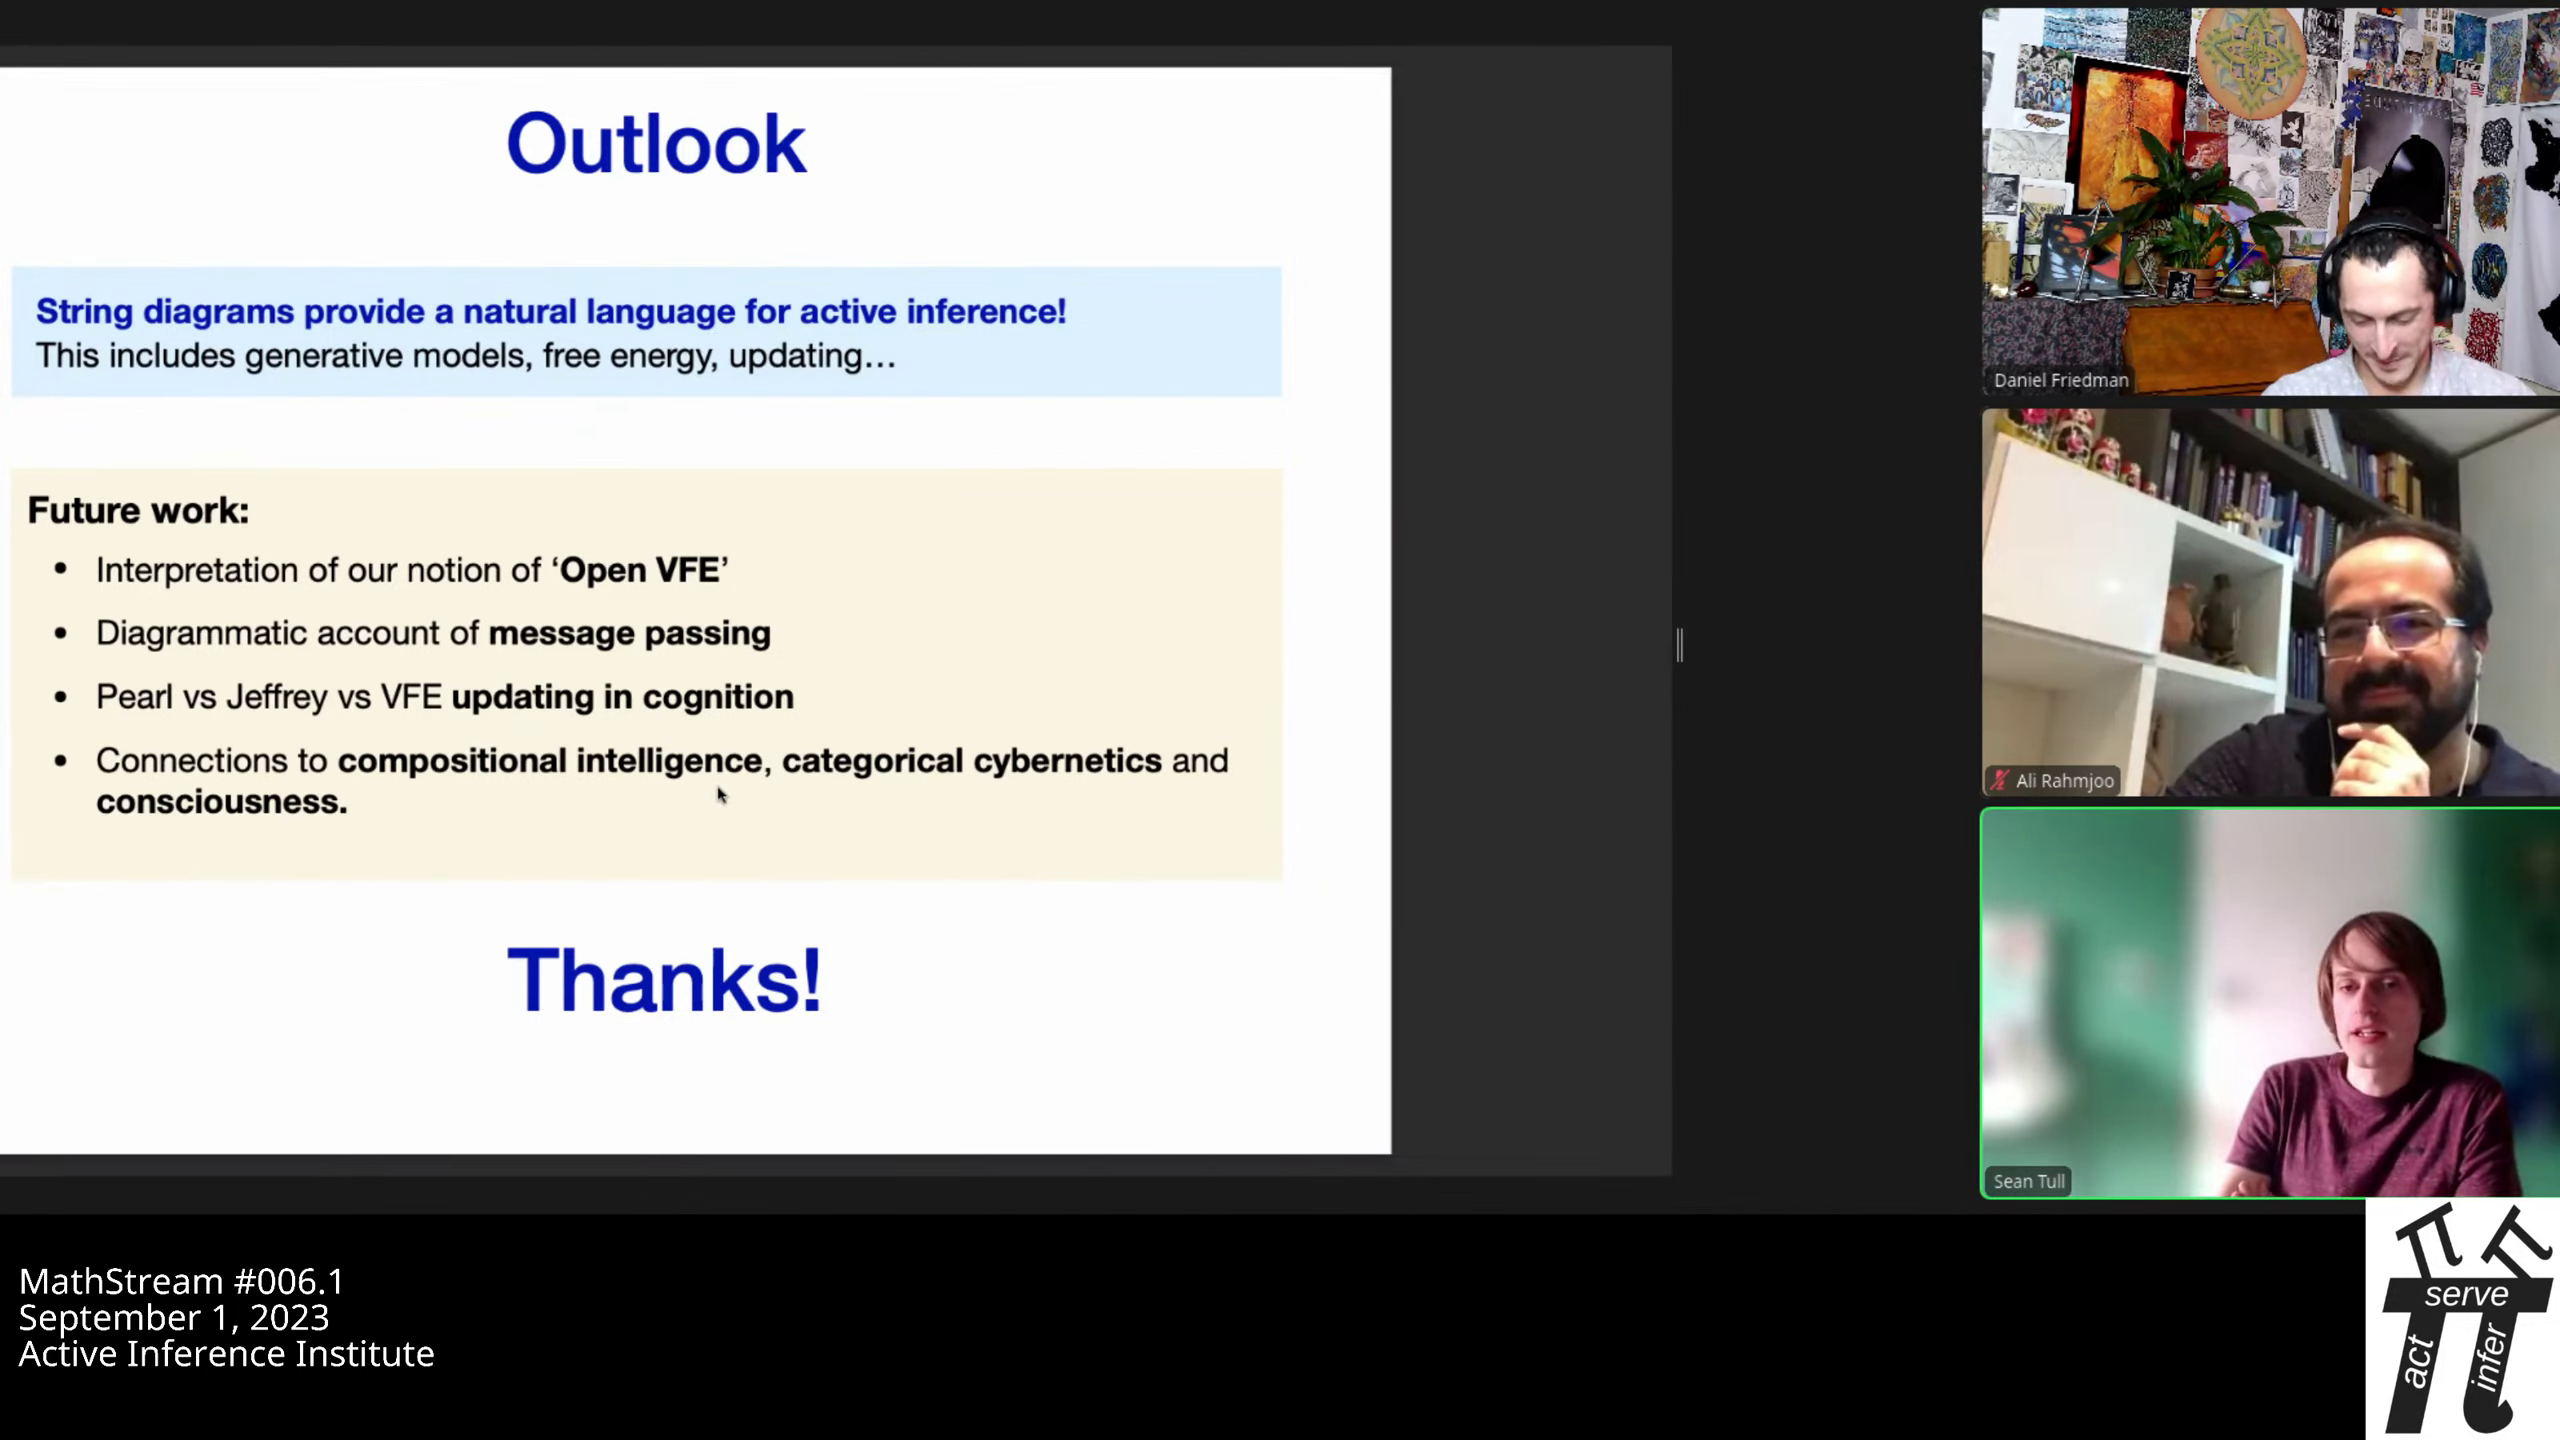 Outlook
String diagrams provide a natural language for active inference!
This includes generative models, free energy, updating…
Future work:
• Interpretation of our notion of ‘Open VFE’
• Diagrammatic account of message passing
• Pearl vs Jeffrey vs VFE updating in cognition
• Connections to compositional intelligence, categorical cybernetics and
consciousness.
Thanks!
Daniel Friedman
Ali Rahmjoo
Sean Tull
MathStream #006.1
September 1, 2023
Active Inference Institute
serve
act
infer